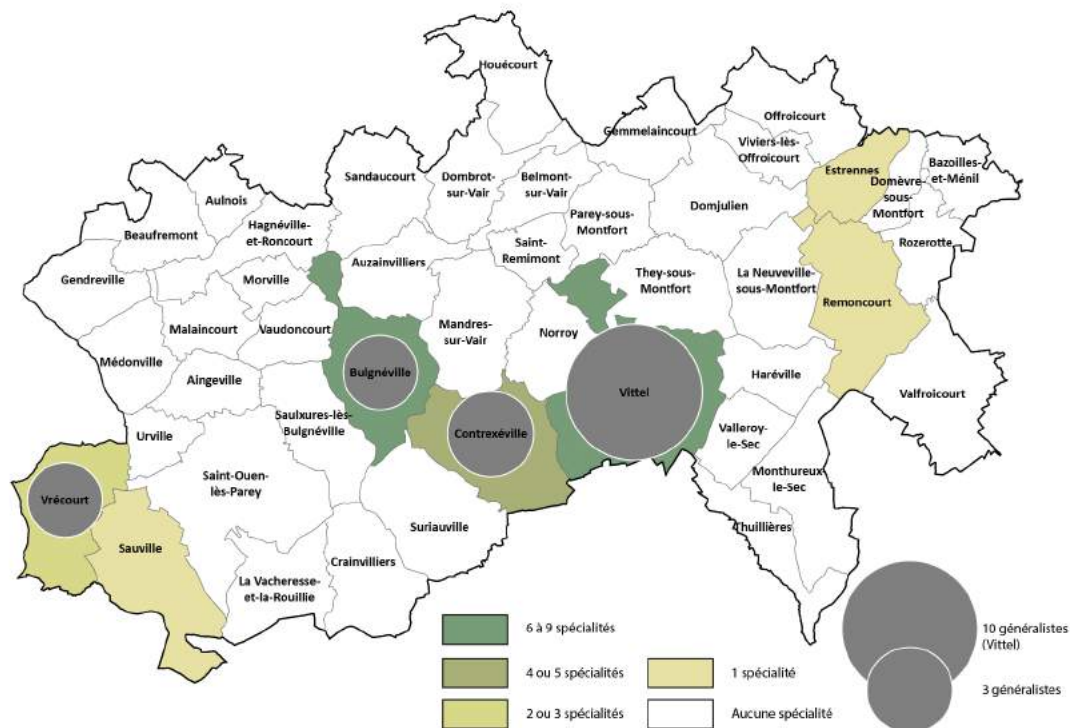 Houécourt
Offroicourt
Gemmelaincourt
Viviers-lès-
Offroicourt
Estrennes
Bazoilles-
et-Ménil
Sandaucourt
Dombrot-
sur-Vair
Belmont-
sur-Vair
Domèvre-
sous-
Montfort
Aulnois
Beaufremont
Hagnéville-
et-Roncourt
Parey-sous-
Montfort
Domjulien
Rozerotte
Saint-
Remimont
Gendreville
Morville
Auzainvilliers
They-sous-
Montfort
La Neuveville-
sous-Montfort
Remoncourt
Malaincourt
Vaudoncourt
Mandres-
sur-Vair
Norroy
Médonville
Aingeville
Bulgnéville
Vittel
Haréville
Valfroicourt
Saulxures-lès-
Bulgnéville
Urville
Contrexéville
Valleroy-
le-Sec
Saint-Ouen-
lès-Parey
Monthureux-
le-Sec
Vrécourt
Suriauville
Thuillières
Sauville
Crainvilliers
La Vacheresse-
et-la-Rouillie
6 à 9 spécialités
4 ou 5 spécialités
2 ou 3 spécialités
1 spécialité
Aucune spécialité
10 généralistes
(Vittel)
3 généralistes